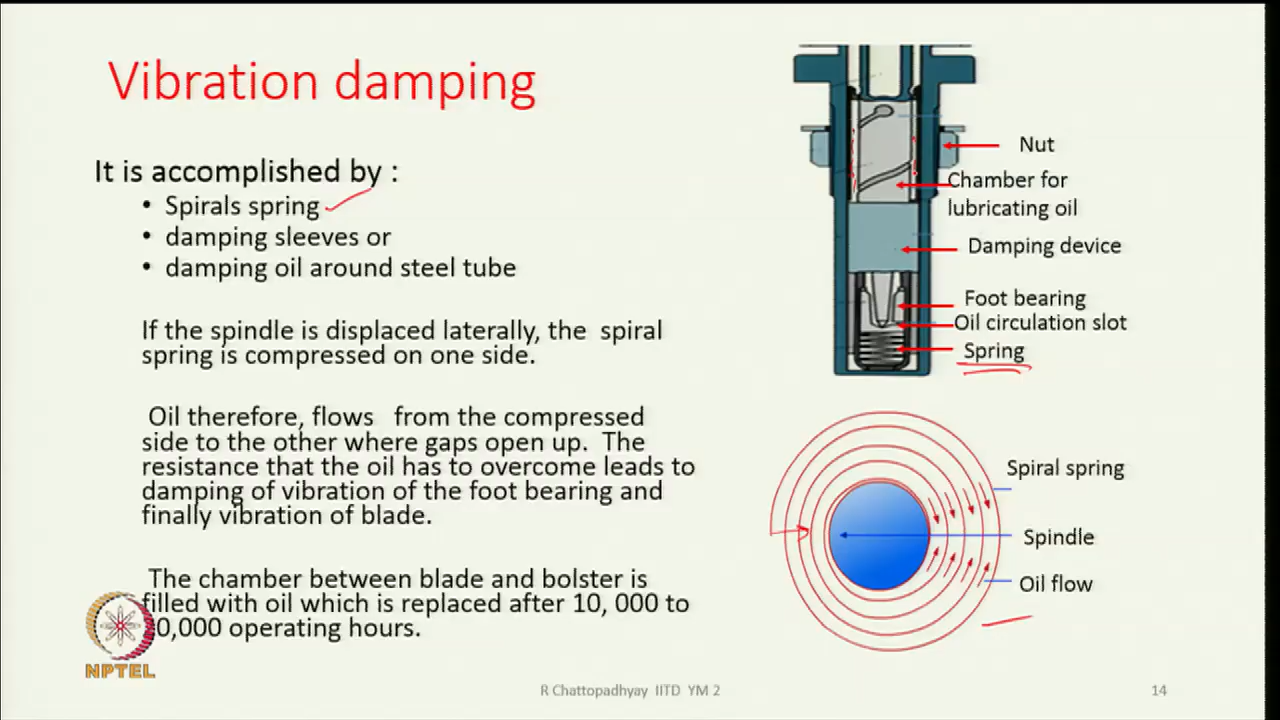 Vibration damping
It is accomplished by :
• Spirals spring
• damping sleeves or
• damping oil around steel tube
If the spindle is displaced laterally, the spiral
spring is compressed on one side.
Oil therefore, flows from the compressed
side to the other where gaps open up. The
resistance that the oil has to overcome leads to
damping of vibration of the foot bearing and
finally vibration of blade.
The chamber between blade and bolster is
filled with oil which is replaced after 10, 000 to
0,000 operating hours.
Nut
Chamber for
lubricating oil
Damping device
Foot bearing
Oil circulation slot
Spring
Spiral spring
Spindle
Oil flow
NPTEL
R Chattopadhyay IITD YM 2
14